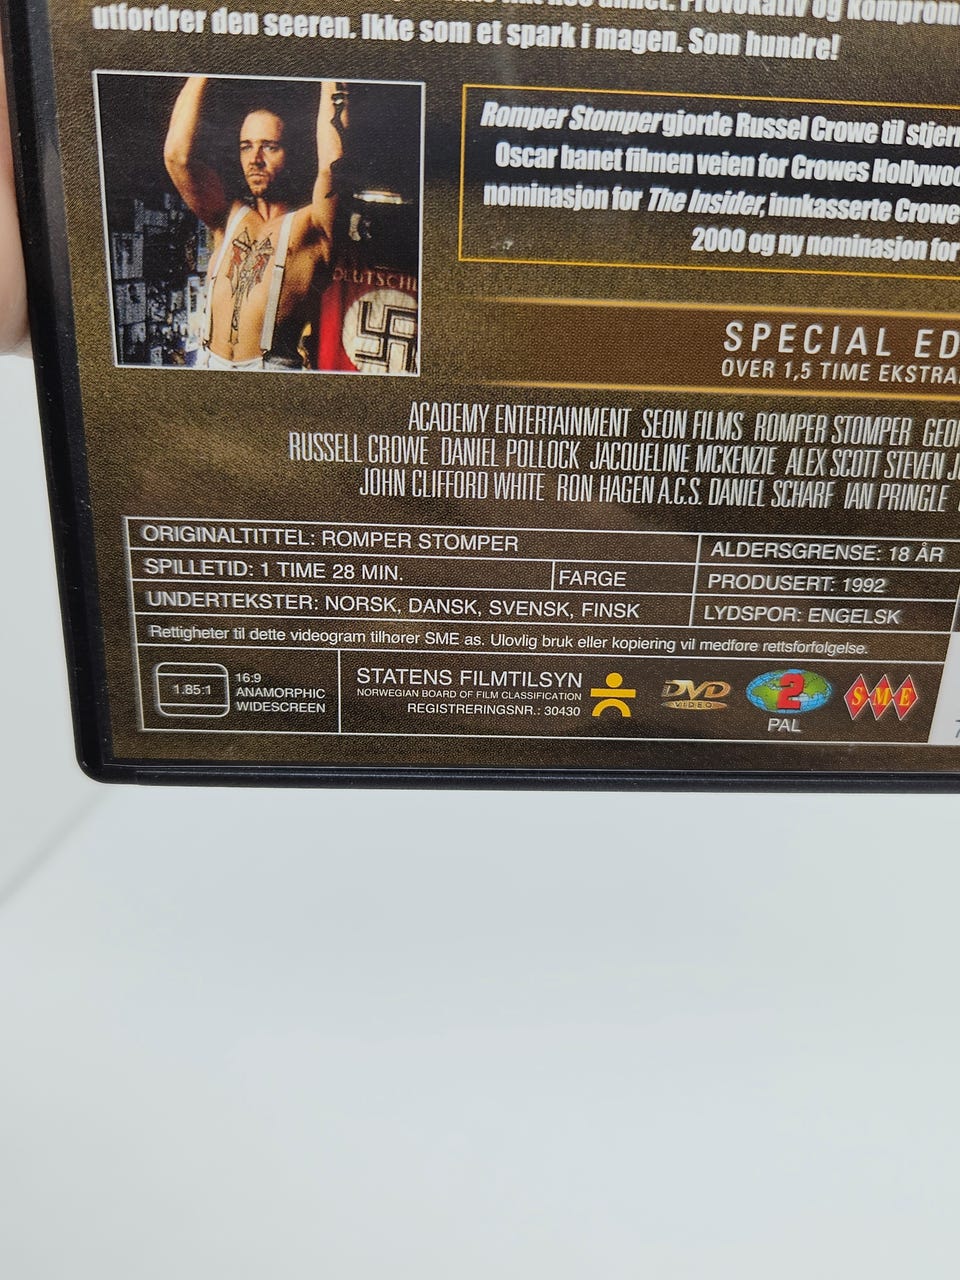 utfordrer den seeren. Ikke som et spark i magen. Som hundre!
Romper Stomper gjorde Russel Crowe til
Oscar banet filmen veien for Crowes
nominasjon for The Insider, innkasserte Crowe
2000 og ny nominasjon for
DEUTSCHE
SPECIAL ED
OVER 1,5 TIME EKSTRA
ACADEMY ENTERTAINMENT SEON FILMS ROMPER STOMPER
RUSSELL CROWE DANIEL POLLOCK JACQUELINE MCKENZIE ALEX SCOTT STEVEN
JOHN CLIFFORD WHITE RON HAGEN A.C.S. DANIEL SCHARF IAN PRINGLE
ORIGINALTITTEL: ROMPER STOMPER
ALDERSGRENSE: 18 ÅR
SPILLETID: 1 TIME 28 MIN.
FARGE
PRODUSERT: 1992
UNDERTEKSTER: NORSK, DANSK, SVENSK, FINSK
LYDSPOR: ENGELSK
Rettigheter til dette videogram tilhører SME as. Ulovlig bruk eller kopiering vil medføre rettsforfølgelse.
1.85:1
16:9
ANAMORPHIC
WIDESCREEN
STATENS FILMTILSYN
NORWEGIAN BOARD OF FILM CLASSIFICATION
REGISTRERINGSNR.: 30430
DVD
VIDEO
2
PAL
SME